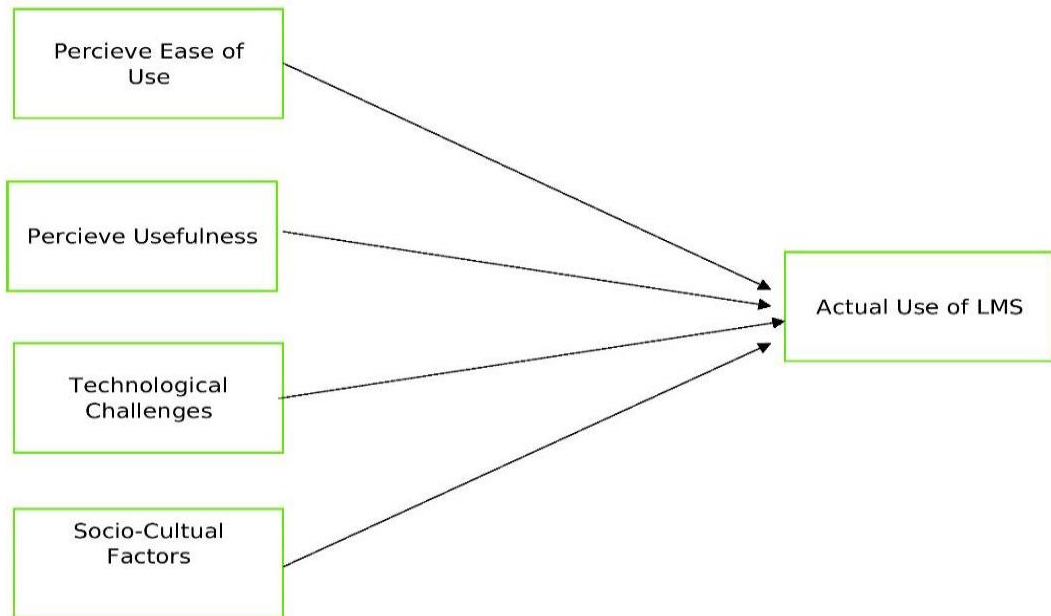 Percieve Ease of
Use
Percieve Usefulness
Actual Use of LMS
Technological
Challenges
Socio-Cultual
Factors